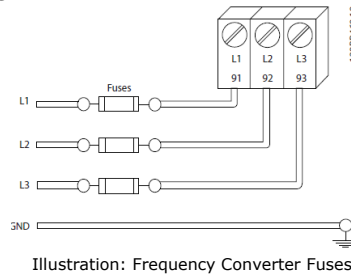 L1 L2 L3
91 92 93
Fuses
L1
L2
L3
GND
Illustration: Frequency Converter Fuses